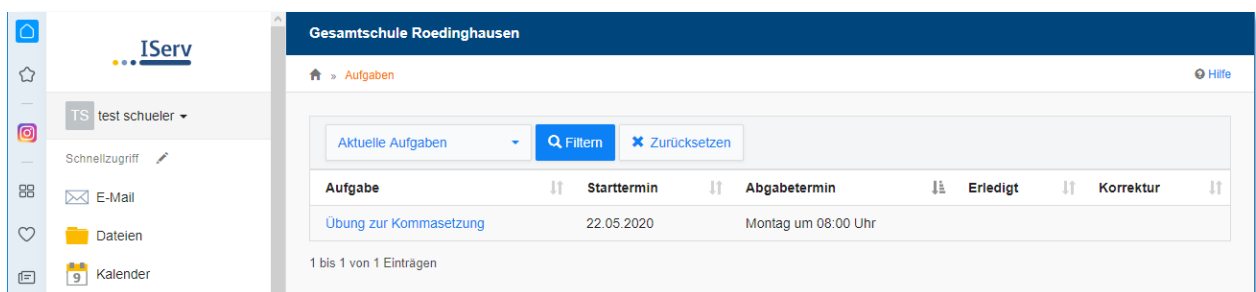 IServ
TS test schueler
Schnellzugriff
E-Mail
Dateien
9 Kalender
Gesamtschule Roedinghausen
» Aufgaben
Hilfe
Aktuelle Aufgaben Filtern Zurücksetzen
Aufgabe Starttermin Abgabetermin Erledigt Korrektur
Übung zur Kommasetzung 22.05.2020 Montag um 08:00 Uhr
1 bis 1 von 1 Einträgen